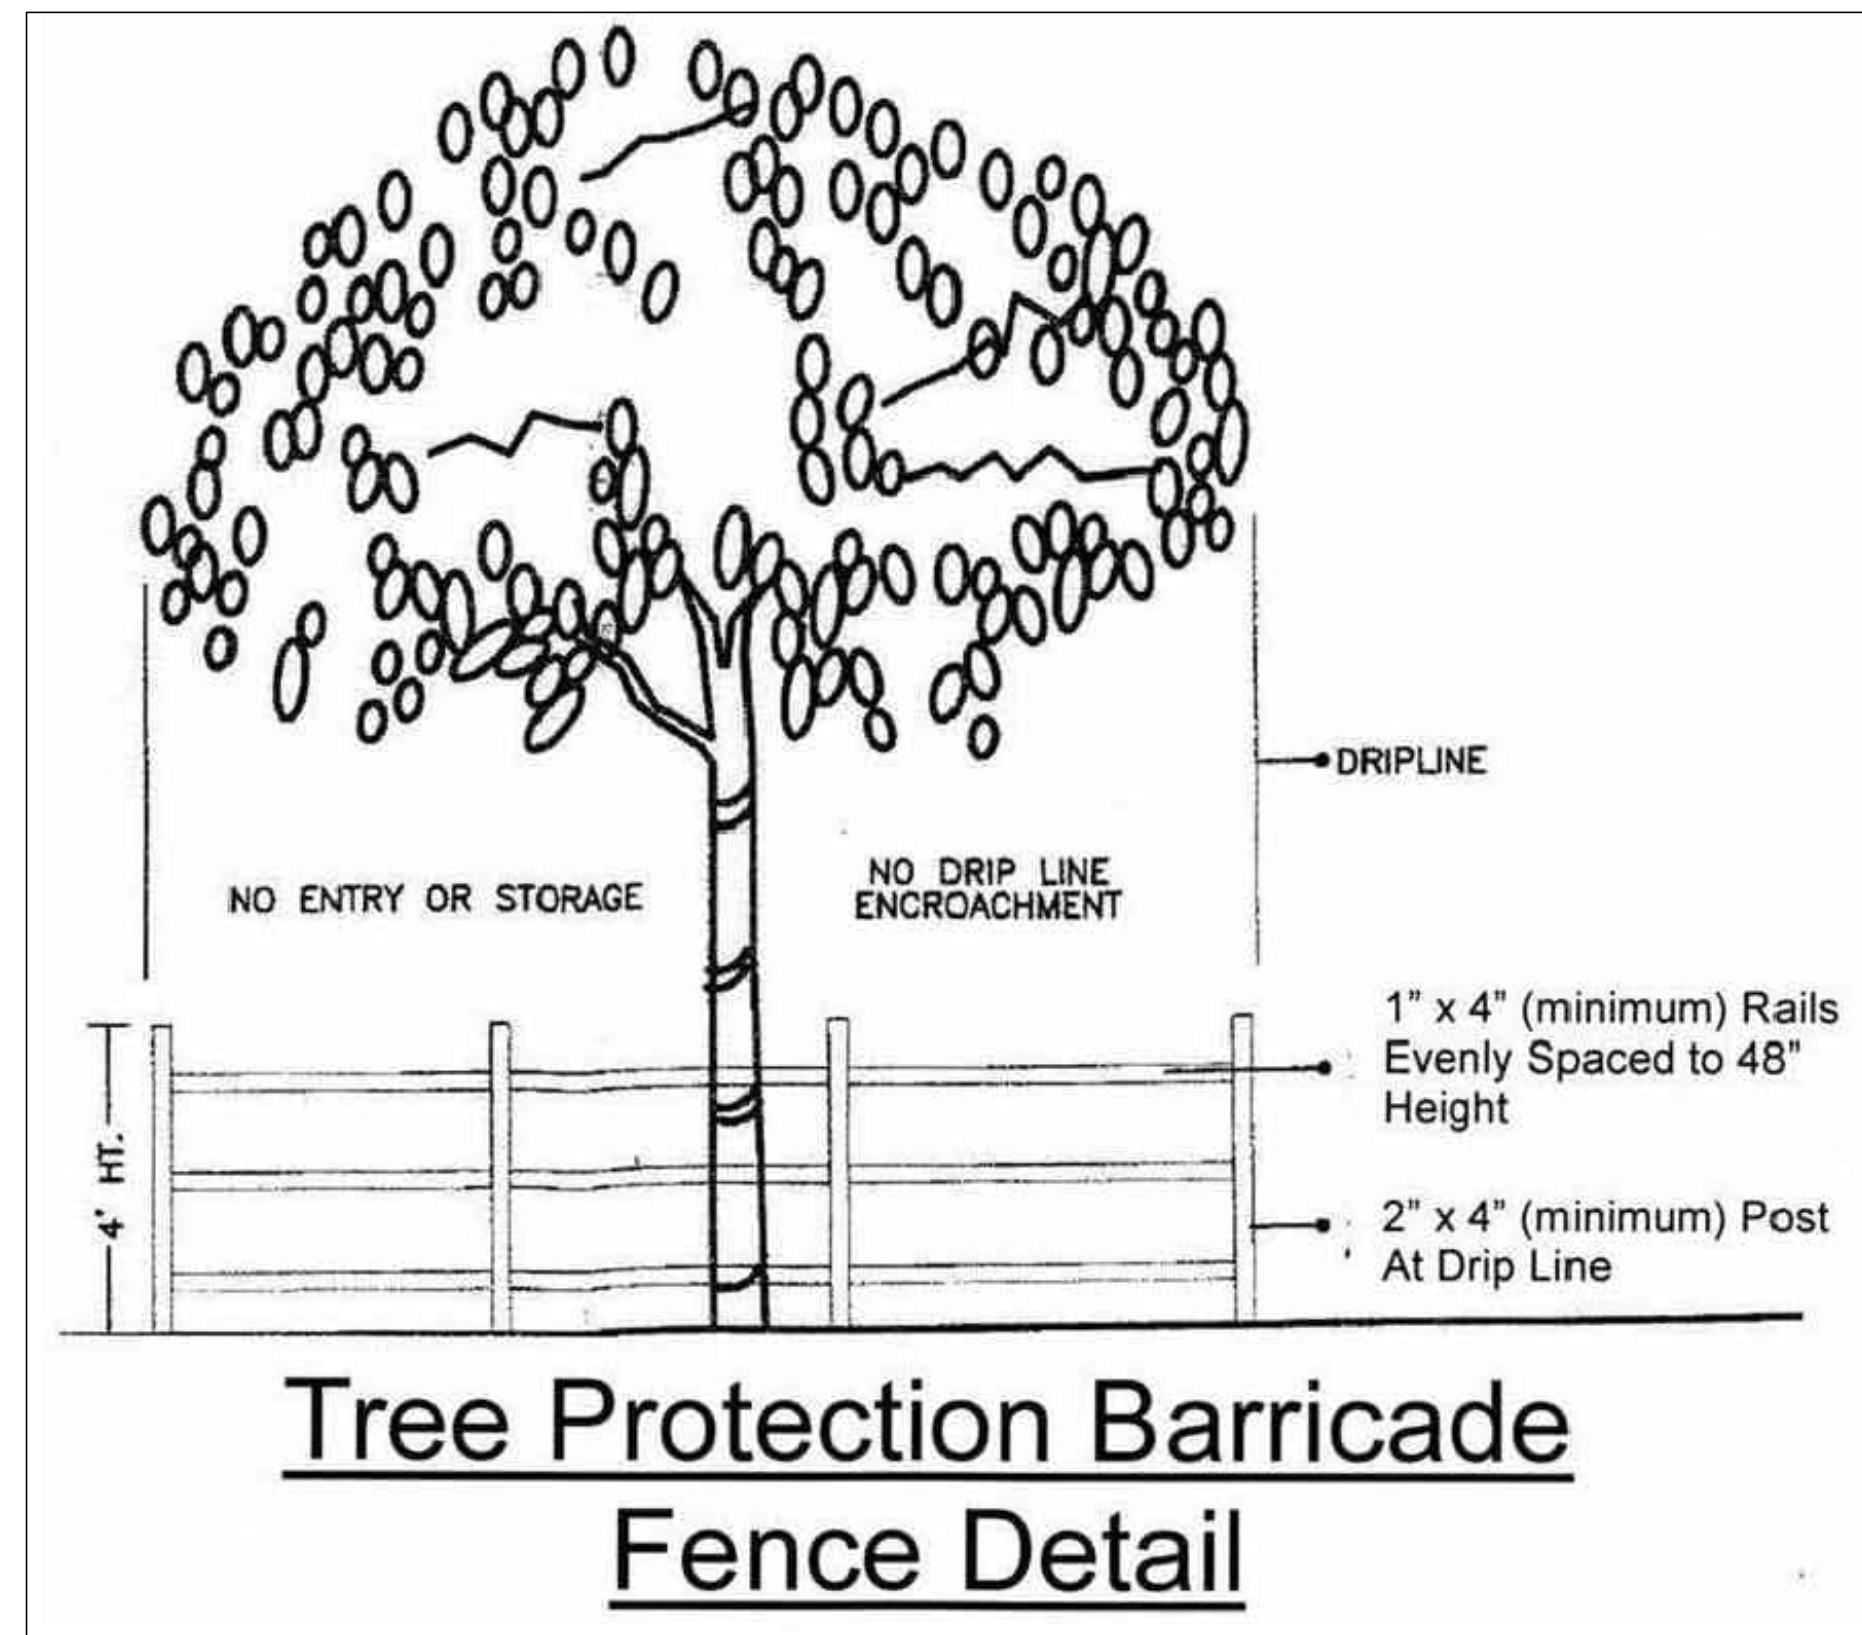 DRIPLINE
NO ENTRY OR STORAGE
NO DRIP LINE
ENCROACHMENT
1” x 4” (minimum) Rails
Evenly Spaced to 48”
Height
4' HT.
2” x 4” (minimum) Post
At Drip Line
Tree Protection Barricade
Fence Detail